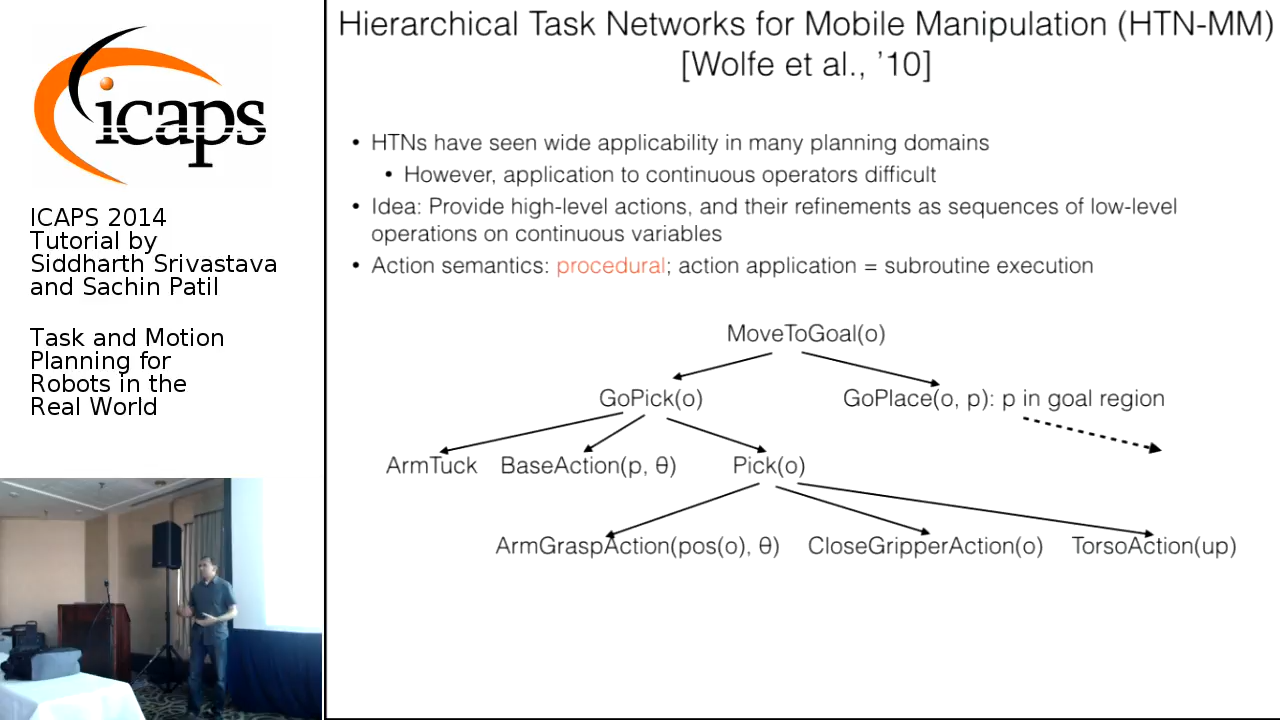 icaps
ICAPS 2014
Tutorial by
Siddharth Srivastava
and Sachin Patil
Task and Motion
Planning for
Robots in the
Real World
Hierarchical Task Networks for Mobile Manipulation (HTN-MM)
[Wolfe et al., ’10]
• HTNs have seen wide applicability in many planning domains
• However, application to continuous operators difficult
• Idea: Provide high-level actions, and their refinements as sequences of low-level
operations on continuous variables
• Action semantics: procedural; action application = subroutine execution
MoveToGoal(o)
GoPick(o)
GoPlace(o, p): p in goal region
ArmTuck
BaseAction(p, θ)
Pick(o)
ArmGraspAction(pos(o), θ)
CloseGripperAction(o)
TorsoAction(up)